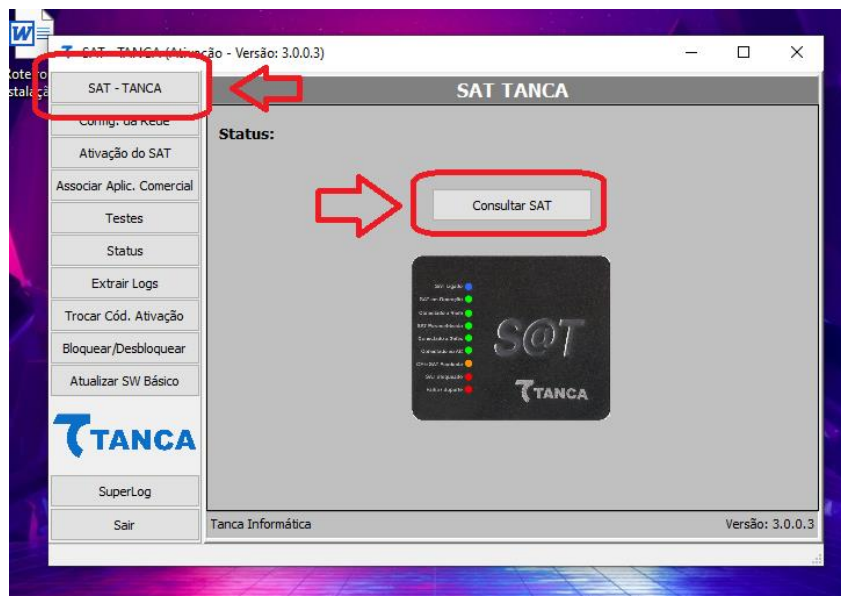 SAT - TANCA (Ativação - Versão: 3.0.0.3)
SAT - TANCA
Config. da Rede
Ativação do SAT
Associar Aplic. Comercial
Testes
Status
Extrair Logs
Trocar Cód. Ativação
Bloquear/Desbloquear
Atualizar SW Básico
TANCA
SuperLog
Sair
SAT TANCA
Status:
Consultar SAT
S@T
TANCA
Tanca Informática
Versão: 3.0.0.3